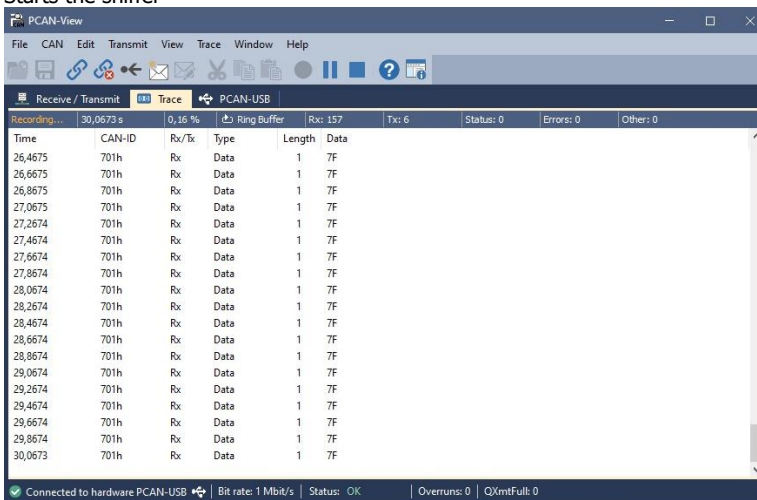 Starts the sniffer
PCAN-View
File CAN Edit Transmit View Trace Window Help
Receive / Transmit Trace PCAN-USB
Recording... 30,0673 s 0,16 % Ring Buffer Rx: 157 Tx: 6 Status: 0 Errors: 0 Other: 0
Time CAN-ID Rx/Tx Type Length Data
26,4675 701h Rx Data 1 7F
26,6675 701h Rx Data 1 7F
26,8675 701h Rx Data 1 7F
27,0675 701h Rx Data 1 7F
27,2674 701h Rx Data 1 7F
27,4674 701h Rx Data 1 7F
27,6674 701h Rx Data 1 7F
27,8674 701h Rx Data 1 7F
28,0674 701h Rx Data 1 7F
28,2674 701h Rx Data 1 7F
28,4674 701h Rx Data 1 7F
28,6674 701h Rx Data 1 7F
28,8674 701h Rx Data 1 7F
29,0674 701h Rx Data 1 7F
29,2674 701h Rx Data 1 7F
29,4674 701h Rx Data 1 7F
29,6674 701h Rx Data 1 7F
29,8674 701h Rx Data 1 7F
30,0673 701h Rx Data 1 7F
Connected to hardware PCAN-USB Bit rate: 1 Mbit/s Status: OK Overruns: 0 QXmtFull: 0